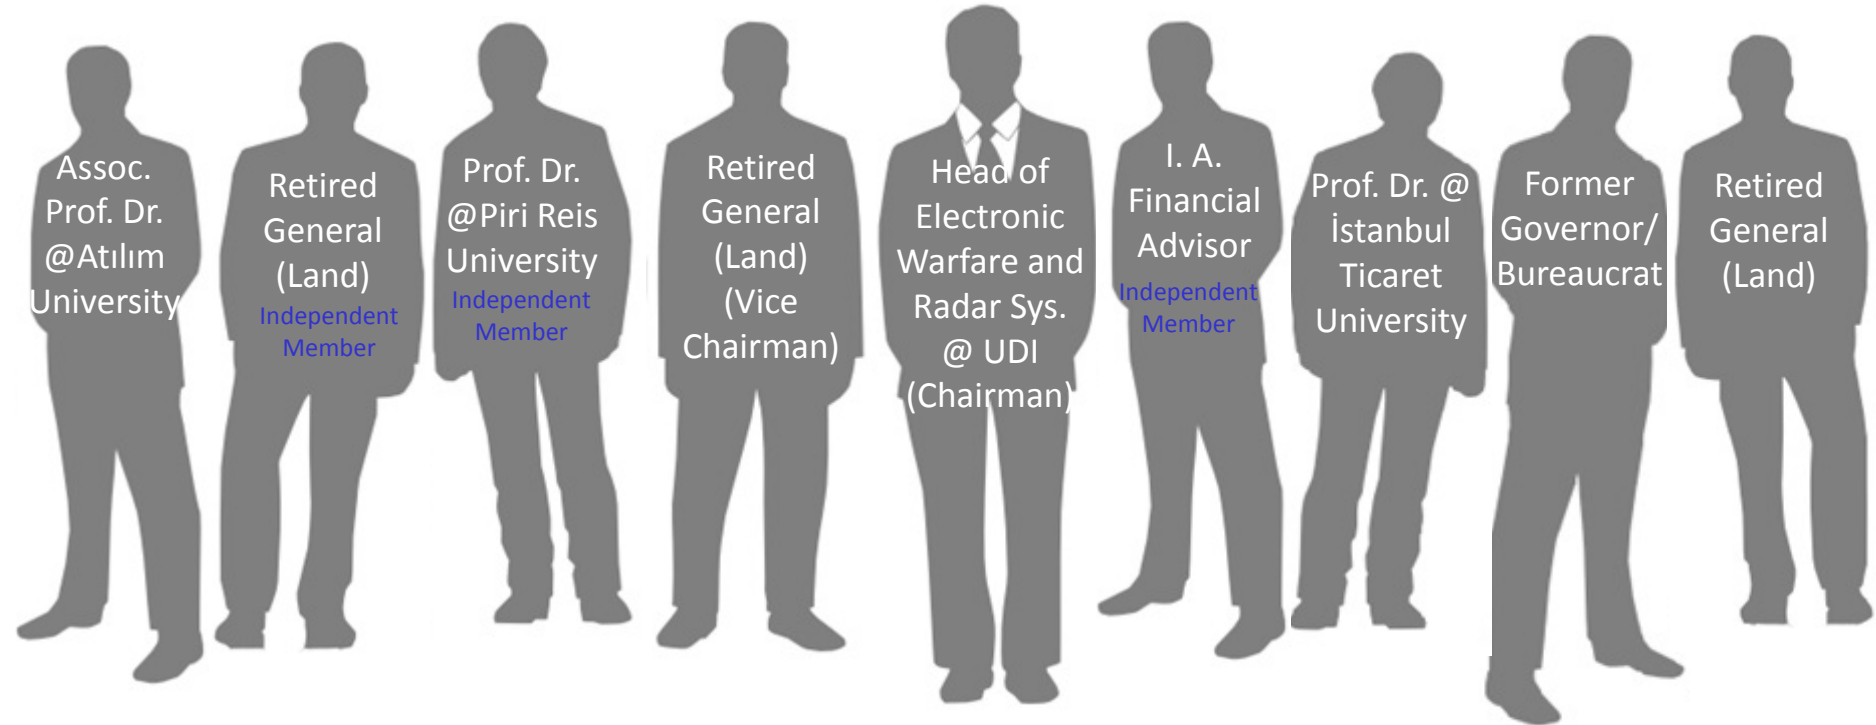 Assoc.
Prof. Dr.
@Atılım
University
Retired
General
(Land)
Independent
Member
Prof. Dr.
@Piri Reis
University
Independent
Member
Retired
General
(Land)
(Vice
Chairman)
Head of
Electronic
Warfare and
Radar Sys.
@ UDI
(Chairman)
I. A.
Financial
Advisor
Independent
Member
Prof. Dr. @
İstanbul
Ticaret
University
Former
Governor/
Bureaucrat
Retired
General
(Land)